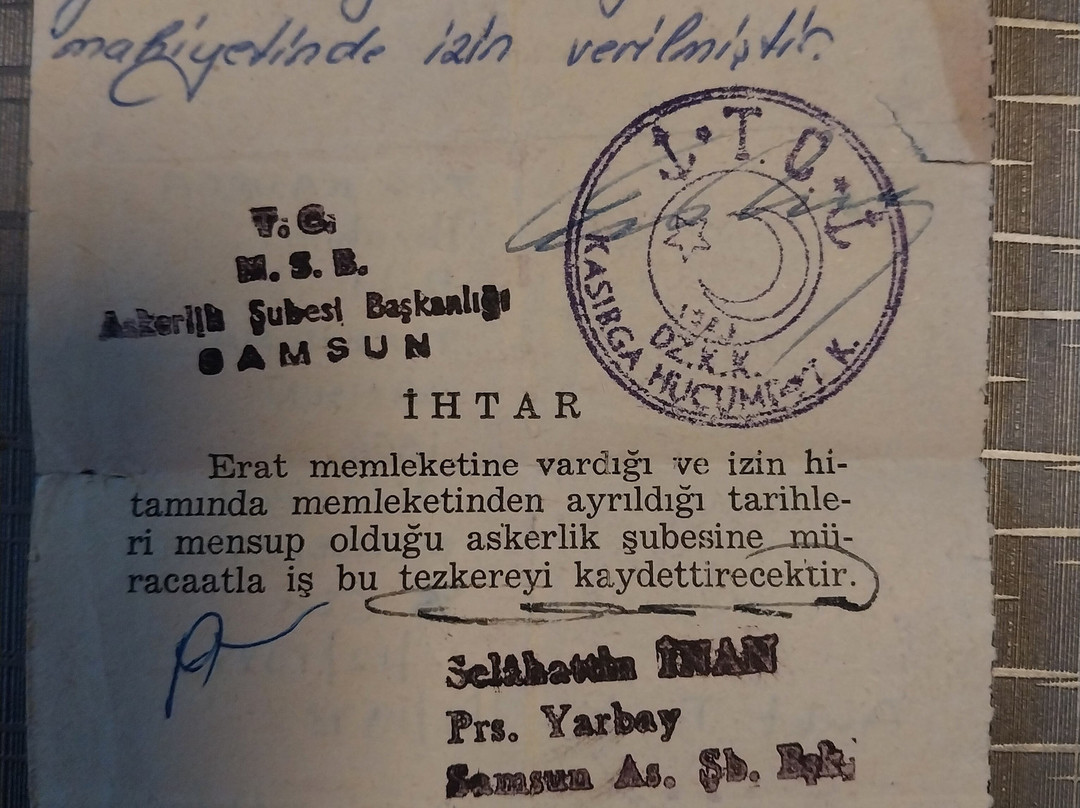 mahiyetinde izin verilmiştir.
T. C.
DZ.K.K.
KASIRGA HÜCUMBOT K.
T. C.
M. S. B.
Askerlik Şubesi Başkanlığı
SAMSUN
İHTAR
Erat memleketine vardığı ve izin hi-
tamında memleketinden ayrıldığı tarihle-
ri mensup olduğu askerlik şubesine mü-
racaatla iş bu tezkereyi kaydettirecektir.
Selâhattin İNAN
Prs. Yarbay
Samsun As. Şb. Bşk.